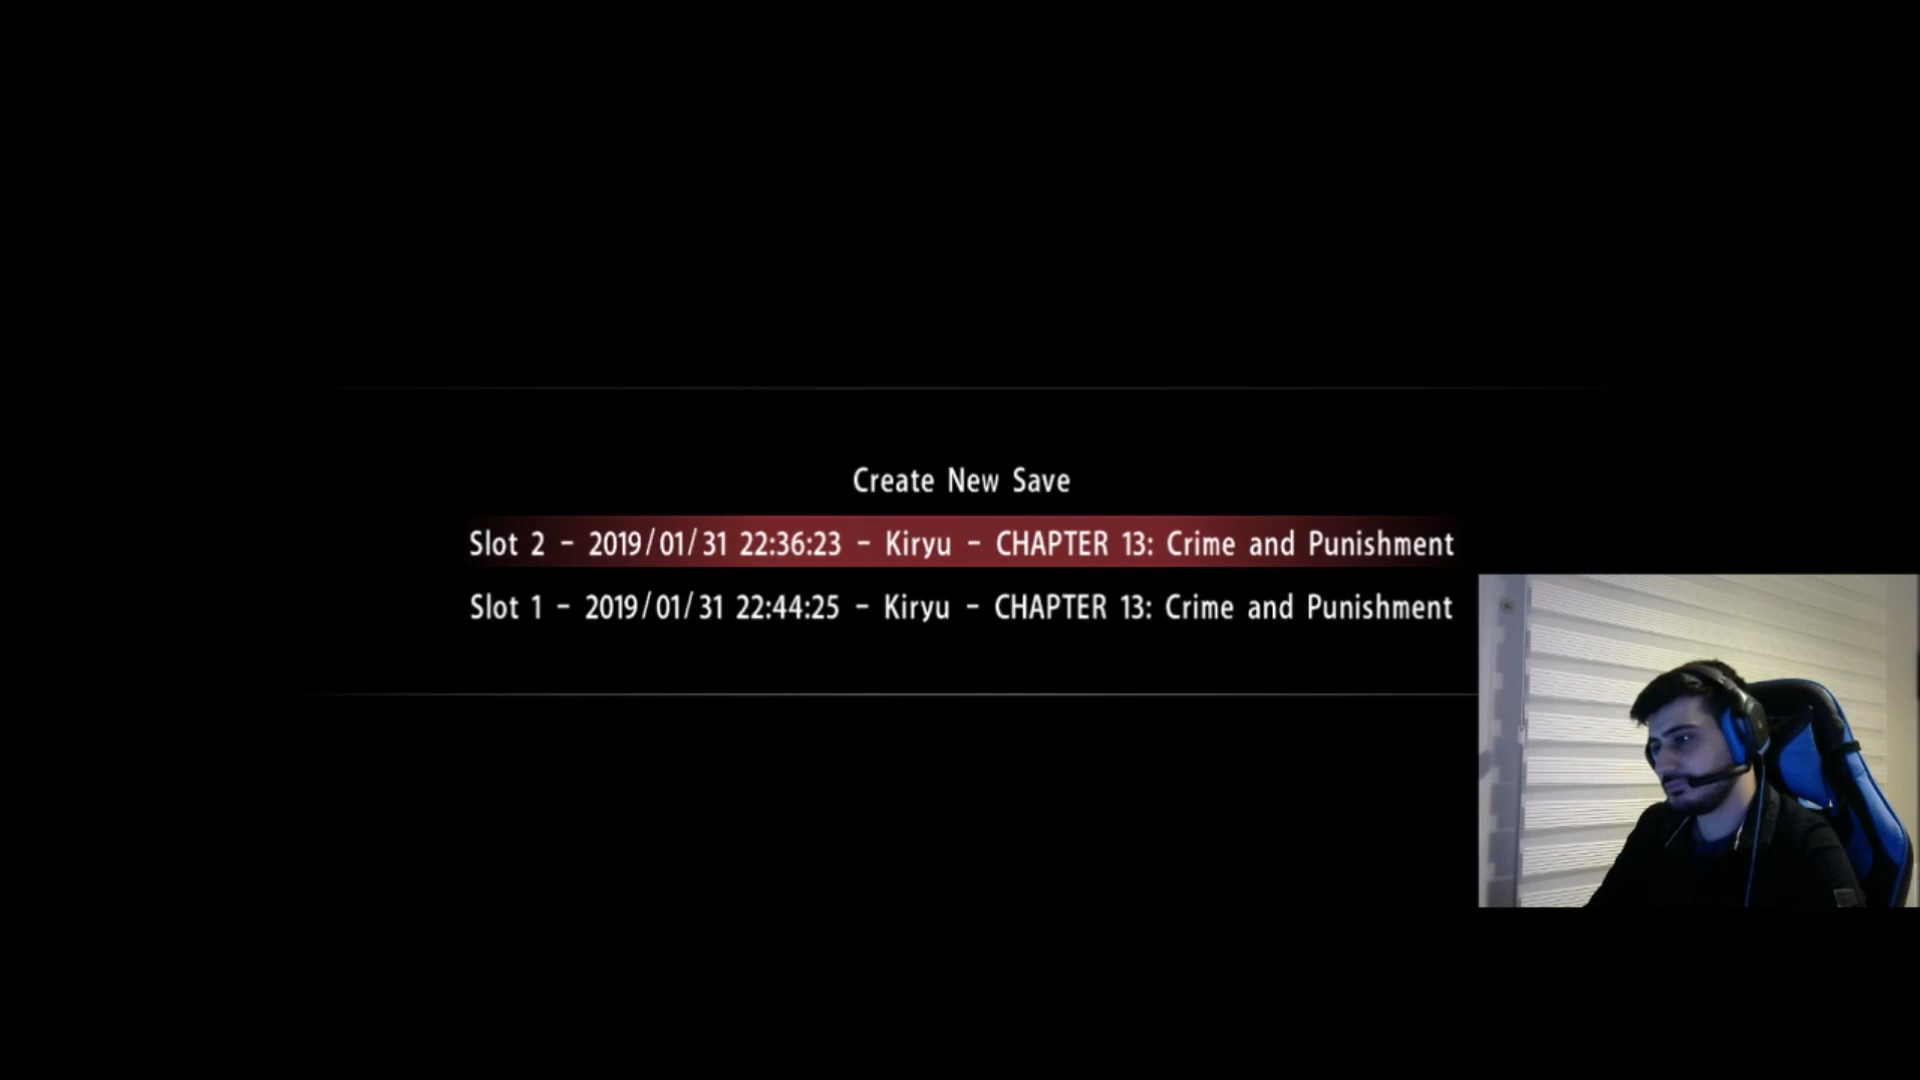 Create New Save
Slot 2 - 2019/01/31 22:36:23 - Kiryu - CHAPTER 13: Crime and Punishment
Slot 1 - 2019/01/31 22:44:25 - Kiryu - CHAPTER 13: Crime and Punishment